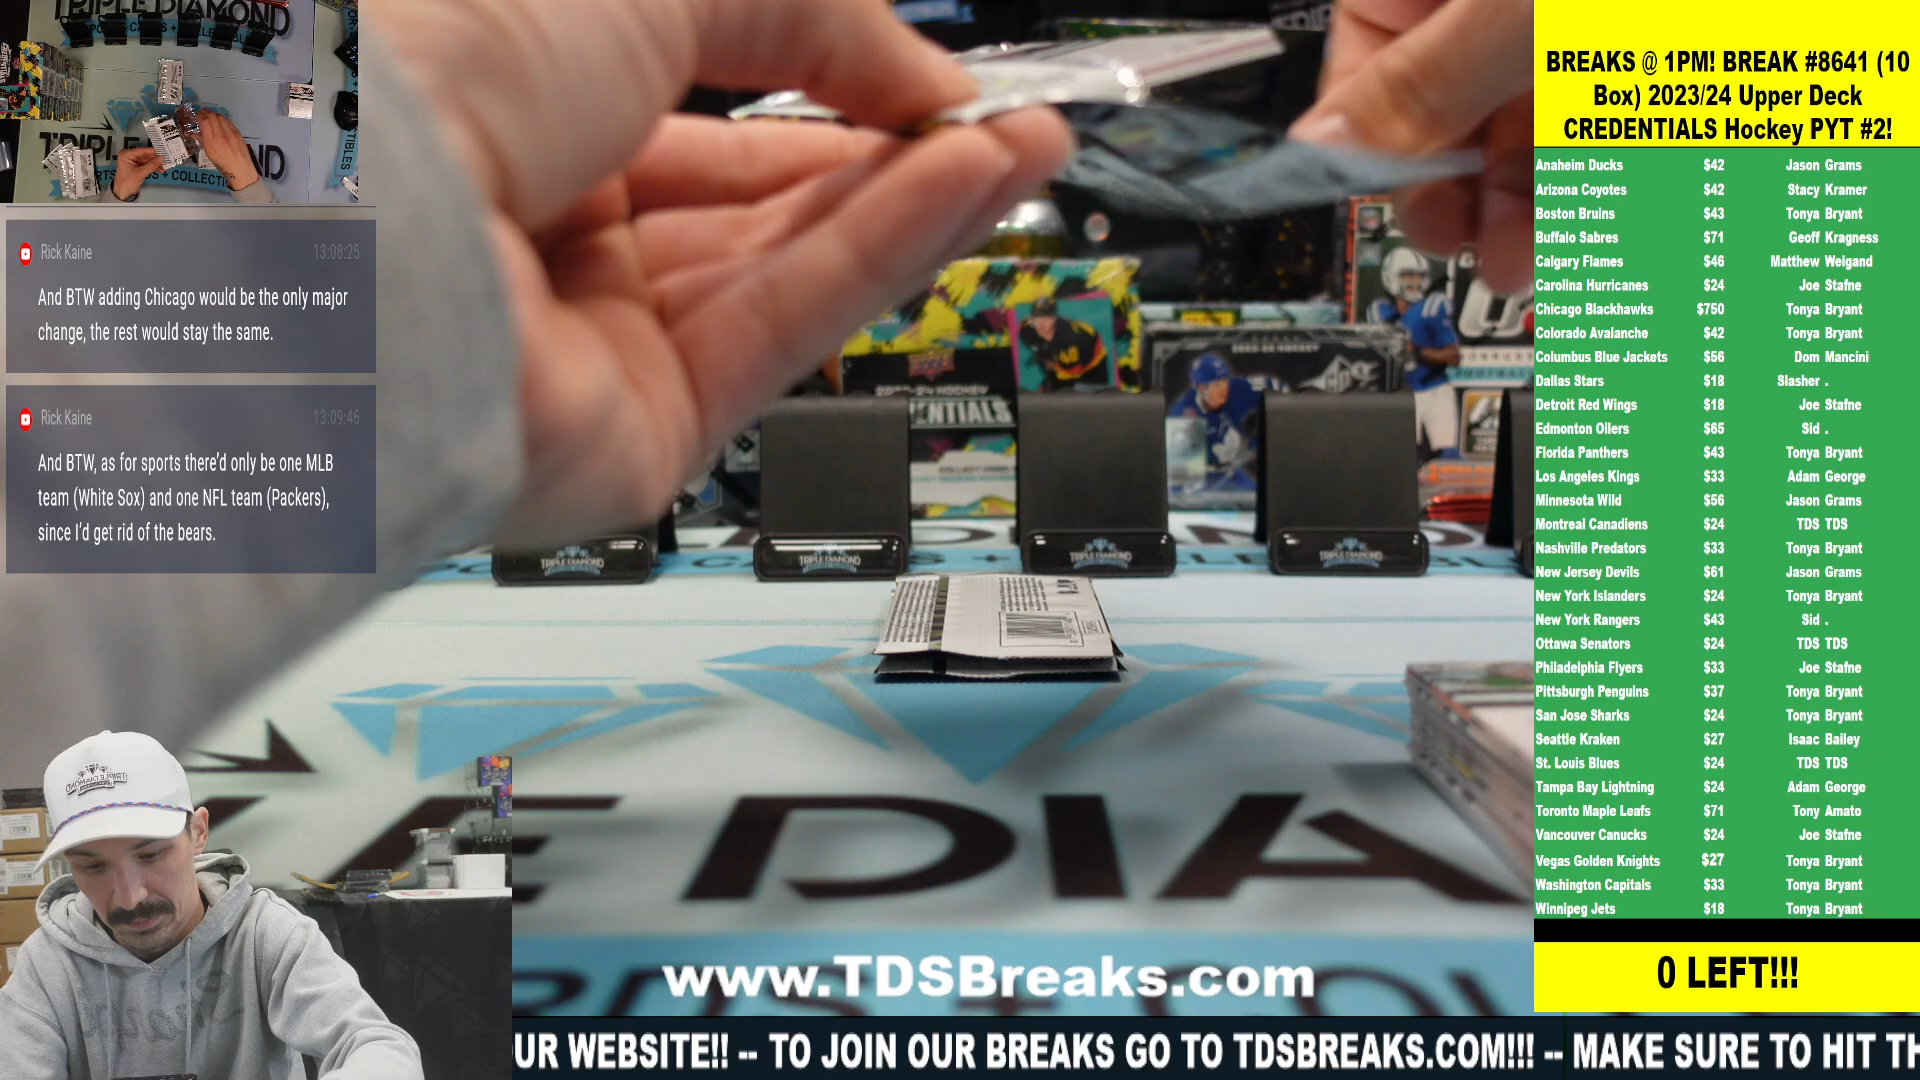 TRIPLE DIAMOND
Rick Kaine 13:08:25
And BTW adding Chicago would be the only major
change, the rest would stay the same.
Rick Kaine 13:09:46
And BTW, as for sports there'd only be one MLB
team (White Sox) and one NFL team (Packers),
since I'd get rid of the bears.
BREAKS @ 1PM! BREAK #8641 (10
Box) 2023/24 Upper Deck
CREDENTIALS Hockey PYT #2!
Anaheim Ducks $42 Jason Grams
Arizona Coyotes $42 Stacy Kramer
Boston Bruins $43 Tonya Bryant
Buffalo Sabres $71 Geoff Kragness
Calgary Flames $46 Matthew Weigand
Carolina Hurricanes $24 Joe Stafne
Chicago Blackhawks $750 Tonya Bryant
Colorado Avalanche $42 Tonya Bryant
Columbus Blue Jackets $56 Dom Mancini
Dallas Stars $18 Slasher .
Detroit Red Wings $18 Joe Stafne
Edmonton Oilers $65 Sid .
Florida Panthers $43 Tonya Bryant
Los Angeles Kings $33 Adam George
Minnesota Wild $56 Jason Grams
Montreal Canadiens $24 TDS TDS
Nashville Predators $33 Tonya Bryant
New Jersey Devils $61 Jason Grams
New York Islanders $24 Tonya Bryant
New York Rangers $43 Sid .
Ottawa Senators $24 TDS TDS
Philadelphia Flyers $33 Joe Stafne
Pittsburgh Penguins $37 Tonya Bryant
San Jose Sharks $24 Tonya Bryant
Seattle Kraken $27 Isaac Bailey
St. Louis Blues $24 TDS TDS
Tampa Bay Lightning $24 Adam George
Toronto Maple Leafs $71 Tony Amato
Vancouver Canucks $24 Joe Stafne
Vegas Golden Knights $27 Tonya Bryant
Washington Capitals $33 Tonya Bryant
Winnipeg Jets $18 Tonya Bryant
0 LEFT!!!
www.TDSBreaks.com
UR WEBSITE!! -- TO JOIN OUR BREAKS GO TO TDSBREAKS.COM!!! -- MAKE SURE TO HIT TH